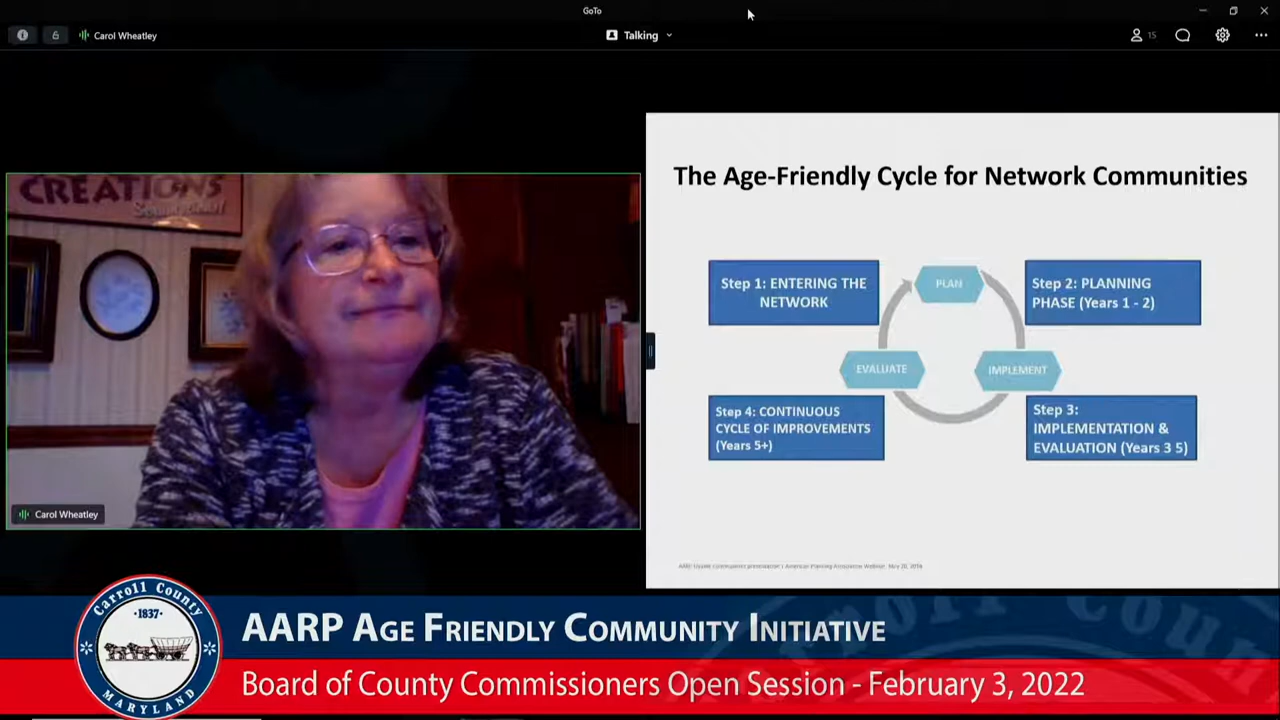 GoTo
Carol Wheatley
Talking
15
CREATIONS
The Age-Friendly Cycle for Network Communities
Step 1: ENTERING THE
NETWORK
PLAN
Step 2: PLANNING
PHASE (Years 1 - 2)
EVALUATE
IMPLEMENT
Step 4: CONTINUOUS
CYCLE OF IMPROVEMENTS
(Years 5+)
Step 3:
IMPLEMENTATION &
EVALUATION (Years 3 5)
Carol Wheatley
Carroll County
·1837·
MARYLAND
AARP AGE FRIENDLY COMMUNITY INITIATIVE
Board of County Commissioners Open Session - February 3, 2022